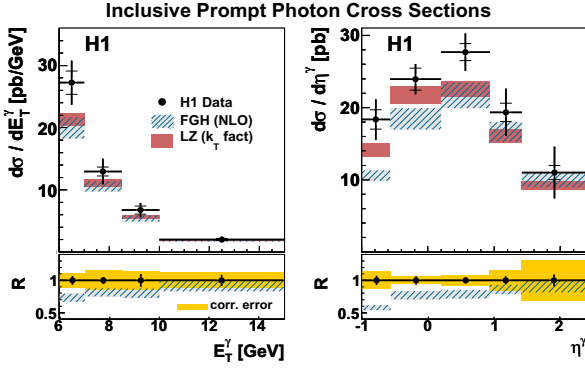 Inclusive Prompt Photon Cross Sections
dσ / dE_T^γ [pb/GeV]
H1
30
20
10
H1 Data
FGH (NLO)
LZ (k_T fact)
R
1
0.5
corr. error
6 8 10 12 14
E_T^γ [GeV]
dσ / dη^γ [pb]
H1
30
20
10
R
1
0.5
-1 0 1 2
η^γ